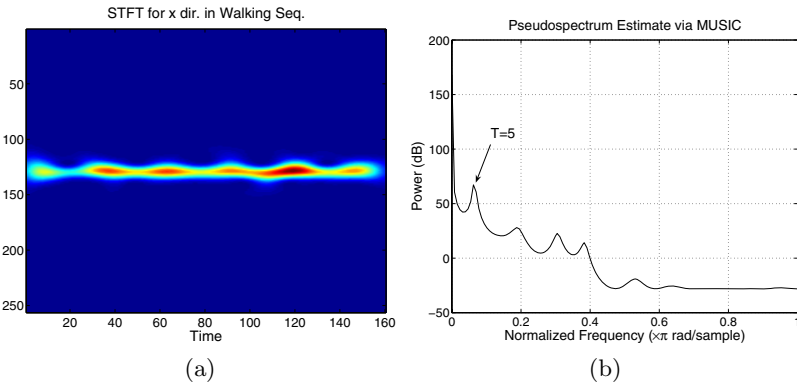 STFT for x dir. in Walking Seq.
50
100
150
200
250
20 40 60 80 100 120 140 160
Time
(a)
Pseudospectrum Estimate via MUSIC
200
150
100
50
0
−50
Power (dB)
T=5
0 0.2 0.4 0.6 0.8 1
Normalized Frequency (×π rad/sample)
(b)